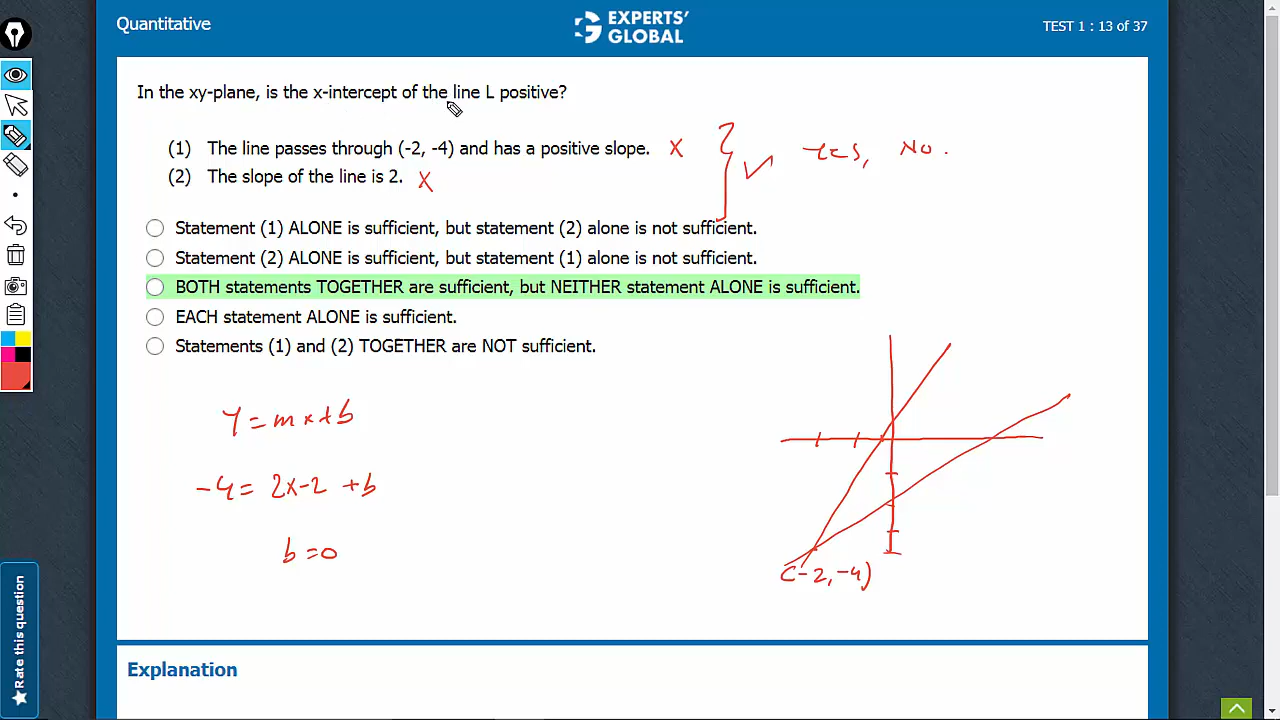 Quantitative
EXPERTS'
GLOBAL
TEST 1 : 13 of 37
In the xy-plane, is the x-intercept of the line L positive?
(1) The line passes through (-2, -4) and has a positive slope. X
(2) The slope of the line is 2. X
Yes, No.
Statement (1) ALONE is sufficient, but statement (2) alone is not sufficient.
Statement (2) ALONE is sufficient, but statement (1) alone is not sufficient.
BOTH statements TOGETHER are sufficient, but NEITHER statement ALONE is sufficient.
EACH statement ALONE is sufficient.
Statements (1) and (2) TOGETHER are NOT sufficient.
Y = mx+b
-4 = 2x-2 +b
b = 0
(-2, -4)
Rate this question
Explanation